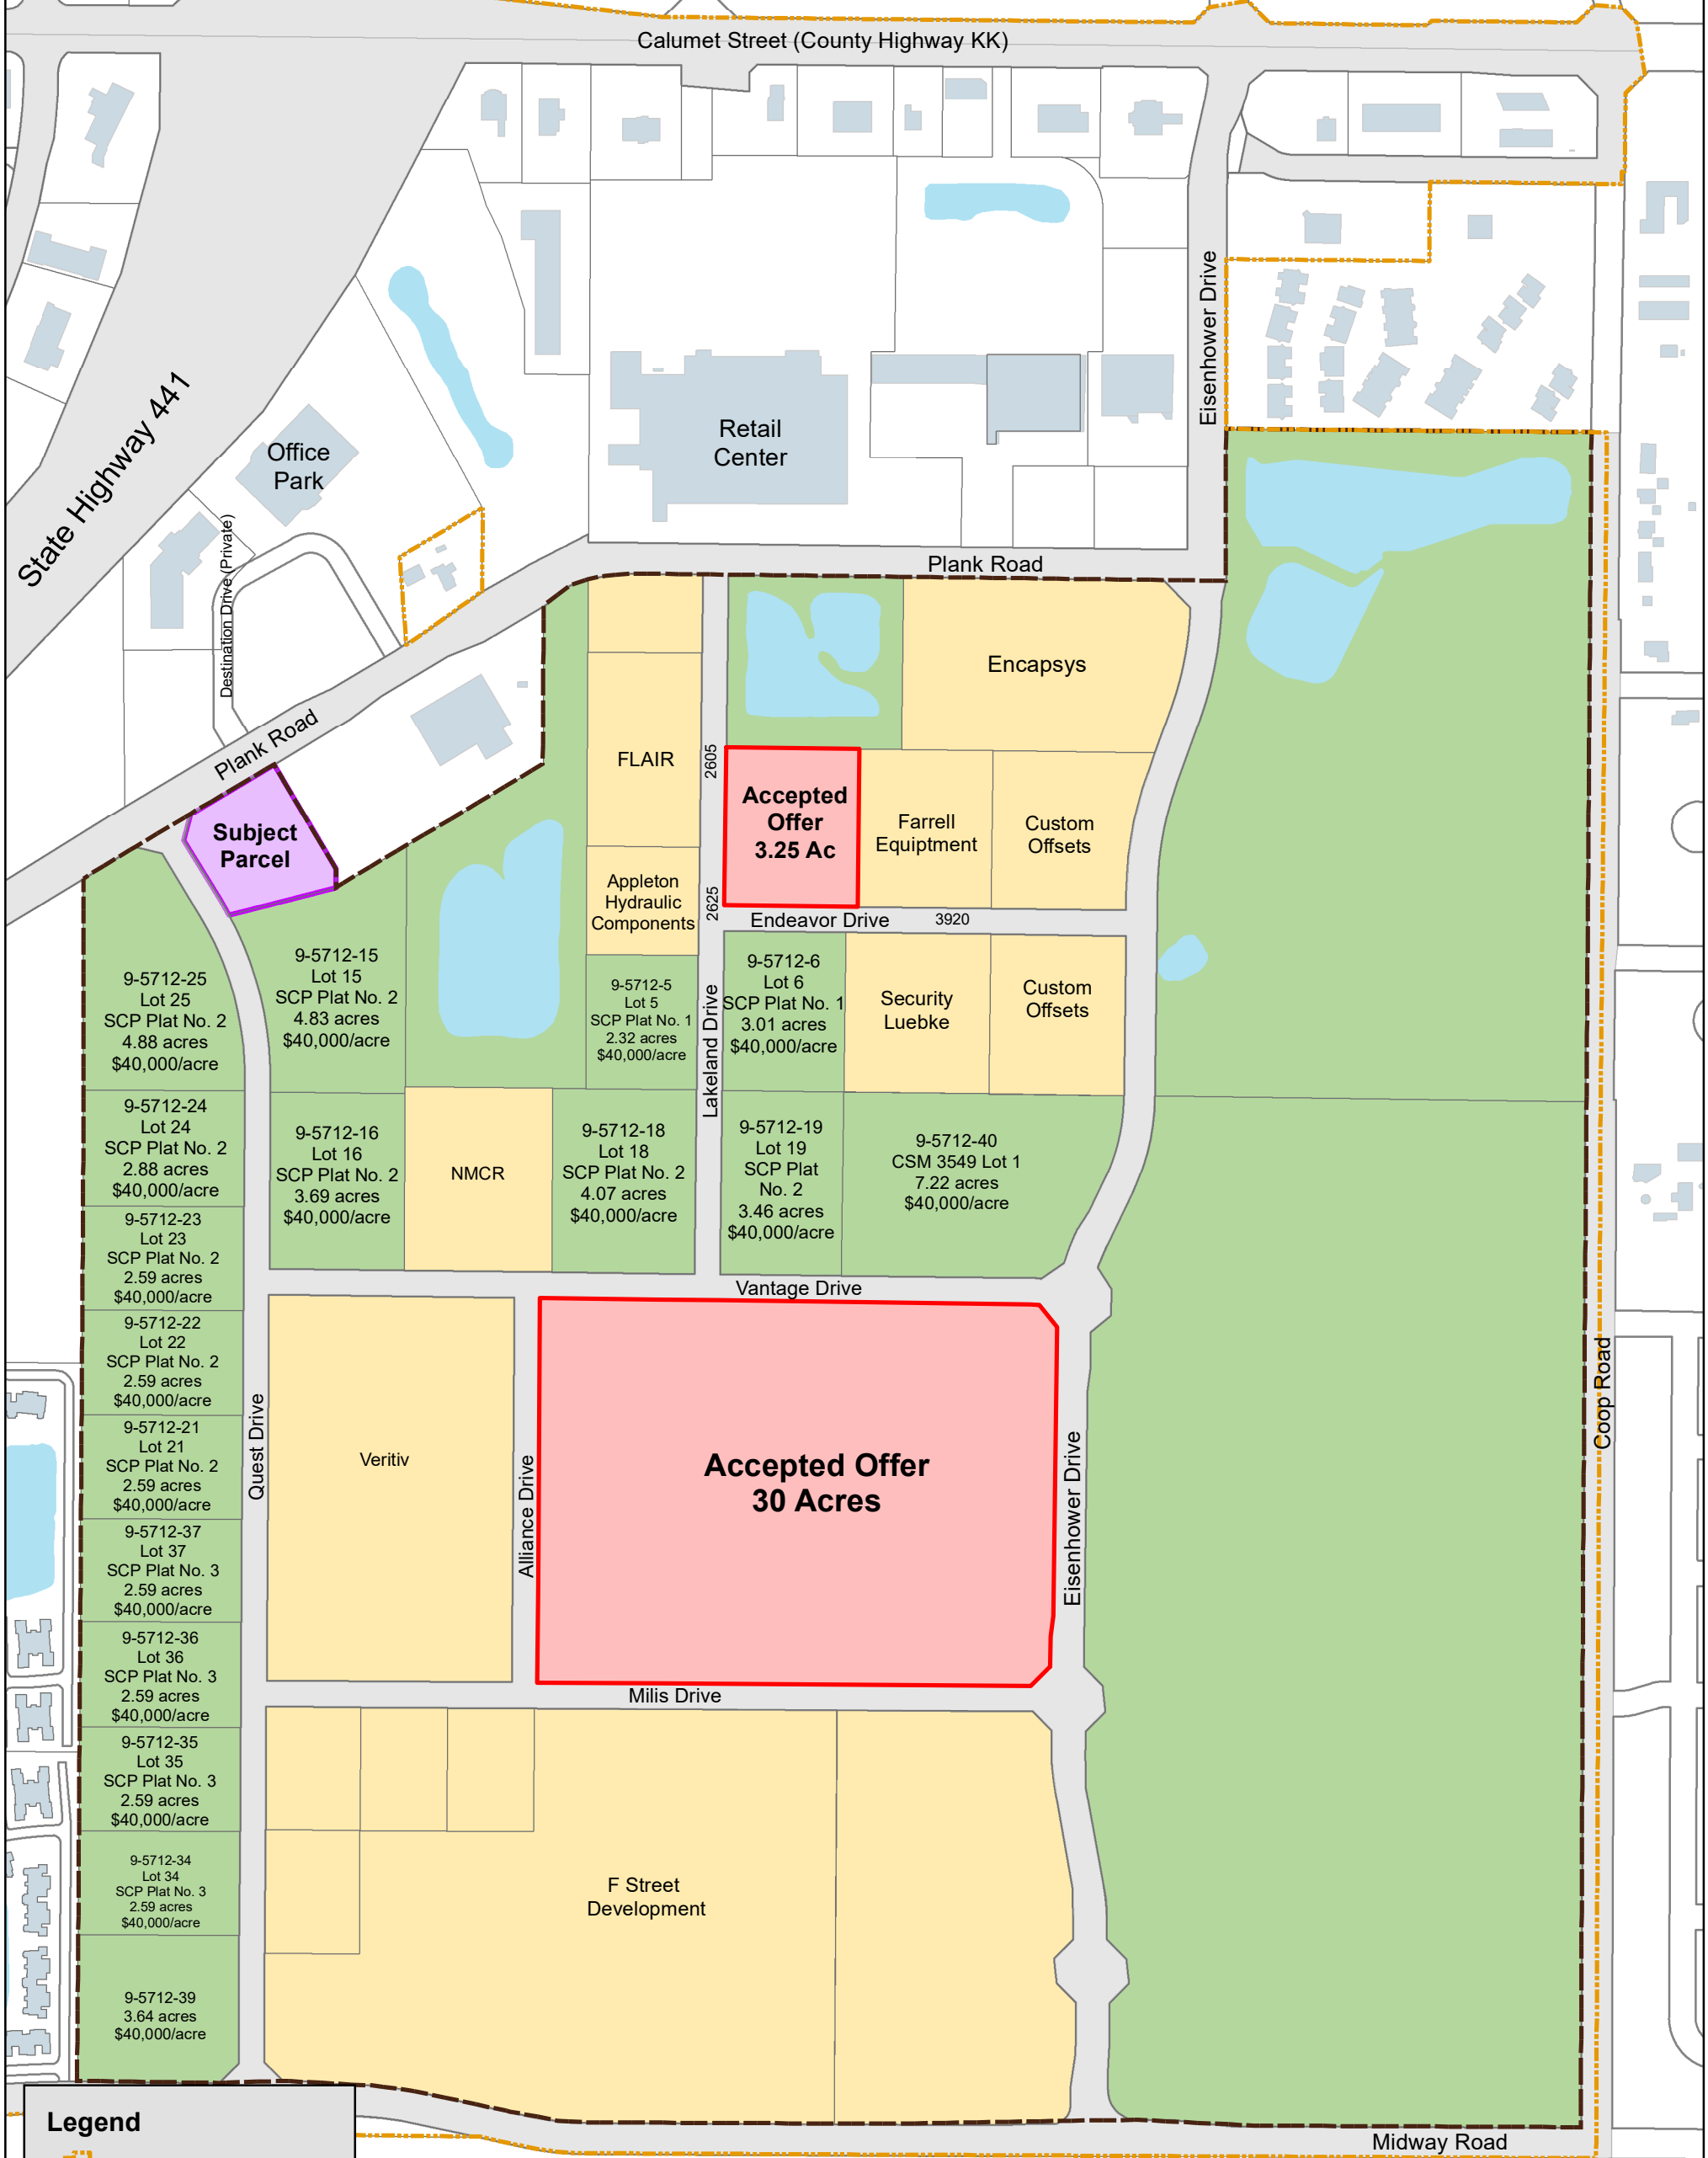 Calumet Street (County Highway KK)
Eisenhower Drive
State Highway 441
Office
Park
Retail
Center
Destination Drive (Private)
Plank Road
Plank Road
Encapsys
FLAIR
2605
Accepted
Offer
3.25 Ac
Farrell
Equiptment
Custom
Offsets
Subject
Parcel
Appleton
Hydraulic
Components
2625
Endeavor Drive
3920
9-5712-25
Lot 25
SCP Plat No. 2
4.88 acres
$40,000/acre
9-5712-15
Lot 15
SCP Plat No. 2
4.83 acres
$40,000/acre
9-5712-5
Lot 5
SCP Plat No. 1
2.32 acres
$40,000/acre
Lakeland Drive
9-5712-6
Lot 6
SCP Plat No. 1
3.01 acres
$40,000/acre
Security
Luebke
Custom
Offsets
9-5712-24
Lot 24
SCP Plat No. 2
2.88 acres
$40,000/acre
9-5712-16
Lot 16
SCP Plat No. 2
3.69 acres
$40,000/acre
NMCR
9-5712-18
Lot 18
SCP Plat No. 2
4.07 acres
$40,000/acre
9-5712-19
Lot 19
SCP Plat
No. 2
3.46 acres
$40,000/acre
9-5712-40
CSM 3549 Lot 1
7.22 acres
$40,000/acre
9-5712-23
Lot 23
SCP Plat No. 2
2.59 acres
$40,000/acre
Vantage Drive
9-5712-22
Lot 22
SCP Plat No. 2
2.59 acres
$40,000/acre
9-5712-21
Lot 21
SCP Plat No. 2
2.59 acres
$40,000/acre
Quest Drive
Veritiv
Alliance Drive
Accepted Offer
30 Acres
Eisenhower Drive
Coop Road
9-5712-37
Lot 37
SCP Plat No. 3
2.59 acres
$40,000/acre
9-5712-36
Lot 36
SCP Plat No. 3
2.59 acres
$40,000/acre
Milis Drive
9-5712-35
Lot 35
SCP Plat No. 3
2.59 acres
$40,000/acre
9-5712-34
Lot 34
SCP Plat No. 3
2.59 acres
$40,000/acre
F Street
Development
9-5712-39
3.64 acres
$40,000/acre
Legend
Midway Road